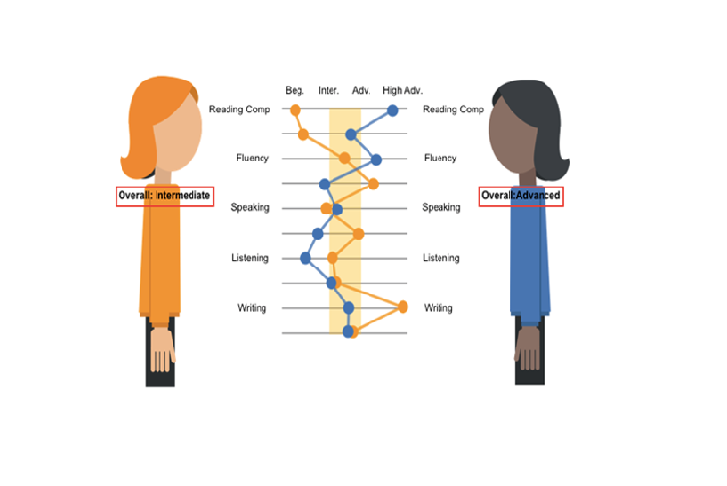 Beg. Inter. Adv. High Adv.
Reading Comp Reading Comp
Fluency Fluency
Overall: Intermediate Overall:Advanced
Speaking Speaking
Listening Listening
Writing Writing